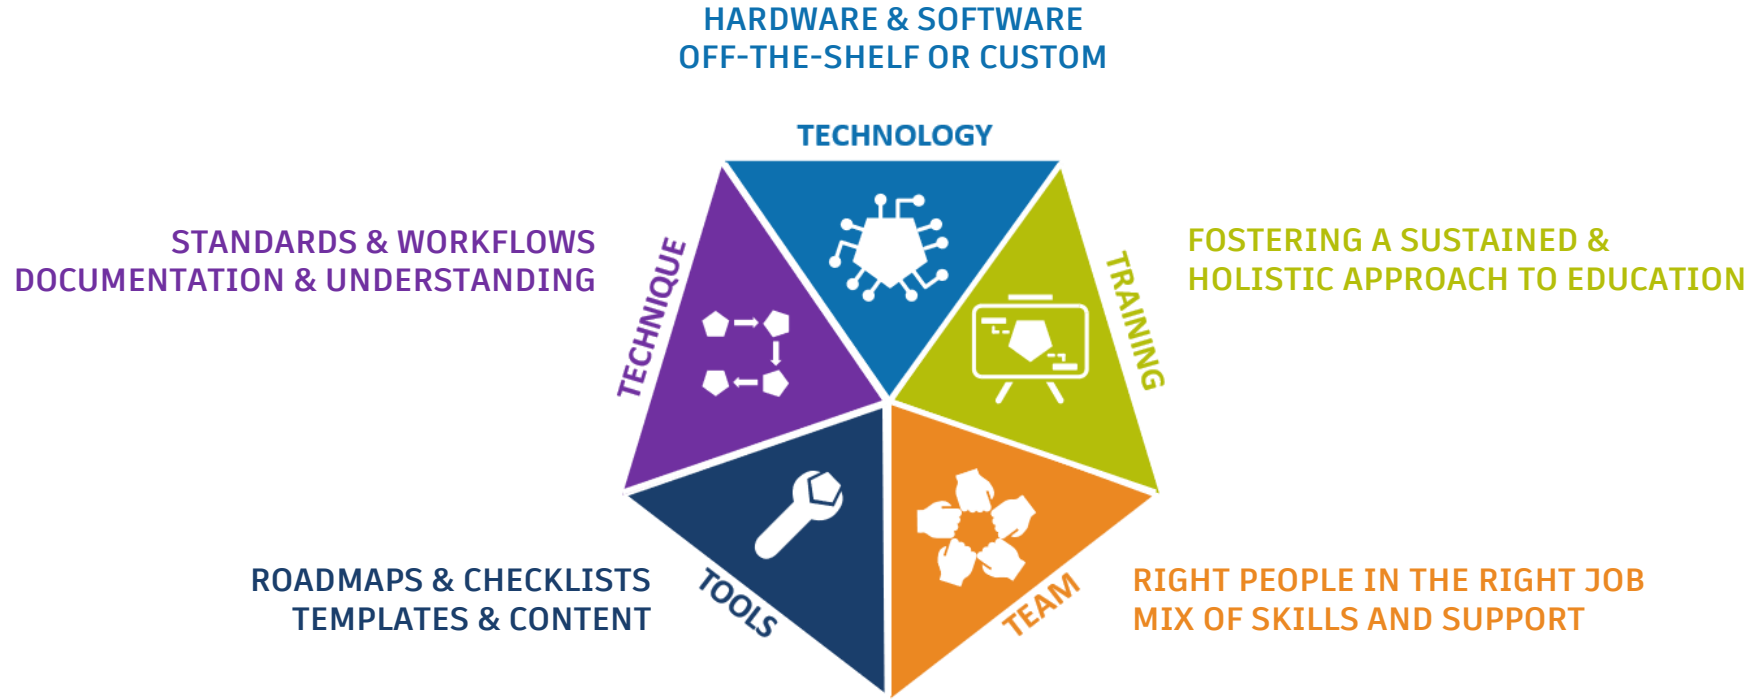 HARDWARE & SOFTWARE
OFF-THE-SHELF OR CUSTOM
TECHNOLOGY
STANDARDS & WORKFLOWS
DOCUMENTATION & UNDERSTANDING
TECHNIQUE
TRAINING
FOSTERING A SUSTAINED &
HOLISTIC APPROACH TO EDUCATION
ROADMAPS & CHECKLISTS
TEMPLATES & CONTENT
TOOLS
TEAM
RIGHT PEOPLE IN THE RIGHT JOB
MIX OF SKILLS AND SUPPORT